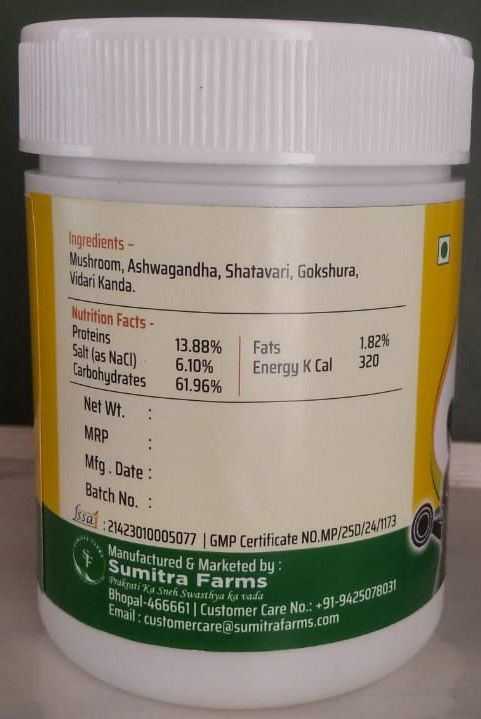 Ingredients -
Mushroom, Ashwagandha, Shatavari, Gokshura,
Vidari Kanda.
Nutrition Facts -
Proteins 13.88%
Salt (as NaCl) 6.10%
Carbohydrates 61.96%
Fats 1.82%
Energy K Cal 320
Net Wt. :
MRP :
Mfg . Date :
Batch No. :
fssai : 21423010005077 | GMP Certificate NO.MP/25D/24/1173
Manufactured & Marketed by :
Sumitra Farms
Prakrati Ka Sneh Swasthya ka vada
Bhopal-466661 | Customer Care No.: +91-9425078031
Email : customercare@sumitrafarms.com
SF